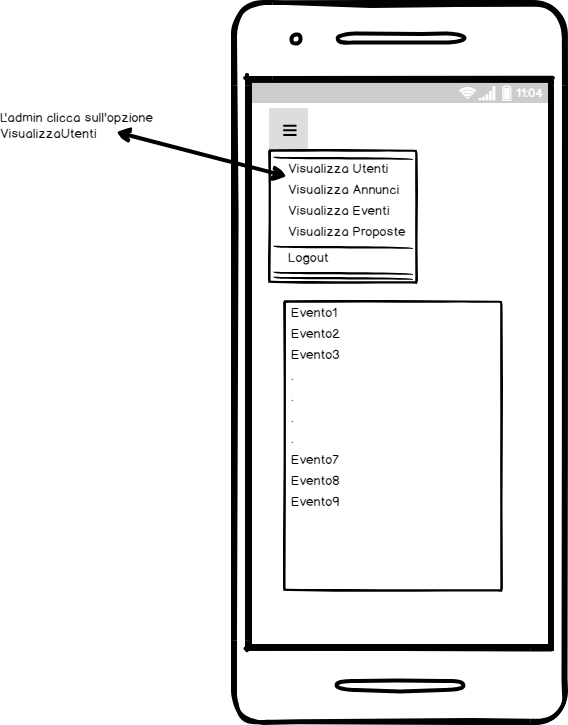 11:04
L'admin clicca sull'opzione
VisualizzaUtenti
Visualizza Utenti
Visualizza Annunci
Visualizza Eventi
Visualizza Proposte
Logout
Evento1
Evento2
Evento3
.
.
.
.
Evento7
Evento8
Evento9